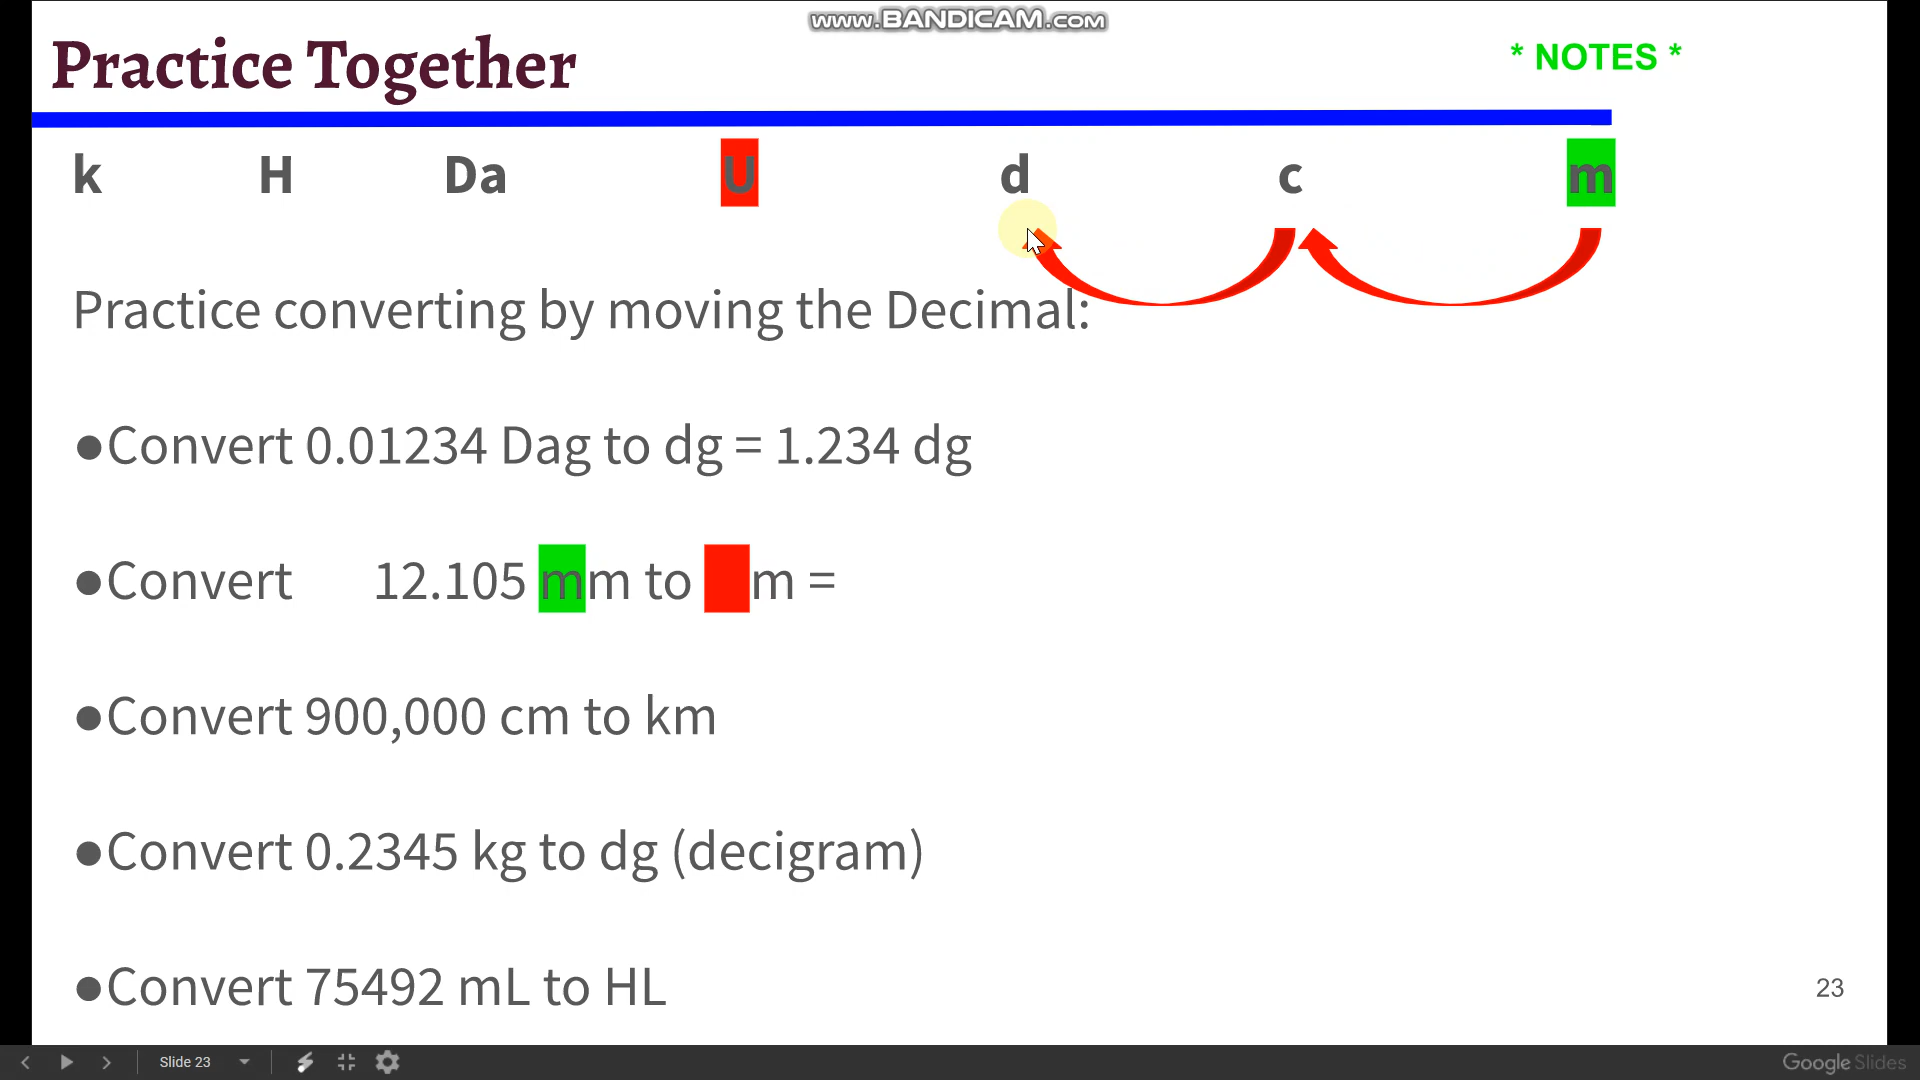 www.BANDICAM.com
Practice Together
* NOTES *
k H Da U d c m
Practice converting by moving the Decimal:
●Convert 0.01234 Dag to dg = 1.234 dg
●Convert 12.105 mm to m =
●Convert 900,000 cm to km
●Convert 0.2345 kg to dg (decigram)
●Convert 75492 mL to HL
23
Slide 23
Google Slides